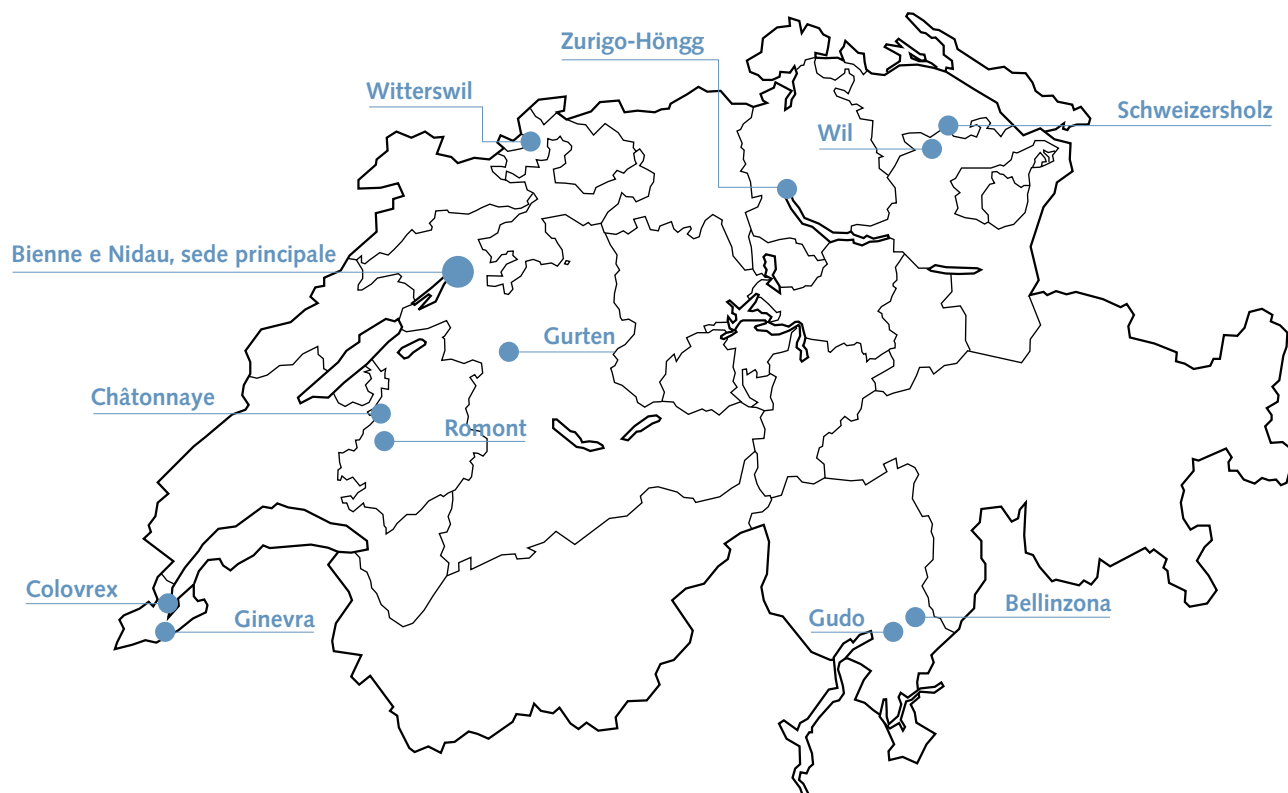 Zurigo-Höngg
Witterswil
Schweizersholz
Wil
Bienne e Nidau, sede principale
Gurten
Châtonnaye
Romont
Colovrex
Ginevra
Bellinzona
Gudo